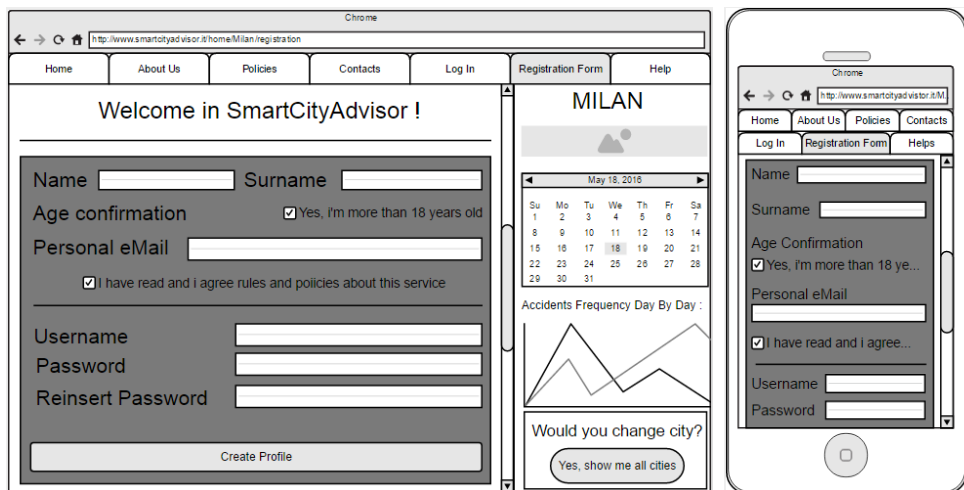 Chrome
http://www.smartcityadvisor.it/home/Milan/registration
Home About Us Policies Contacts Log In Registration Form Help
Welcome in SmartCityAdvisor !
Name Surname
Age confirmation Yes, i'm more than 18 years old
Personal eMail
I have read and i agree rules and policies about this service
Username
Password
Reinsert Password
Create Profile
MILAN
May 18, 2016
Su Mo Tu We Th Fr Sa
1 2 3 4 5 6 7
8 9 10 11 12 13 14
15 16 17 18 19 20 21
22 23 24 25 26 27 28
29 30 31
Accidents Frequency Day By Day :
Would you change city?
Yes, show me all cities
Chrome
http://www.smartcityadvistor.it/M
Home About Us Policies Contacts
Log In Registration Form Helps
Name
Surname
Age Confirmation
Yes, i'm more than 18 ye...
Personal eMail
I have read and i agree...
Username
Password